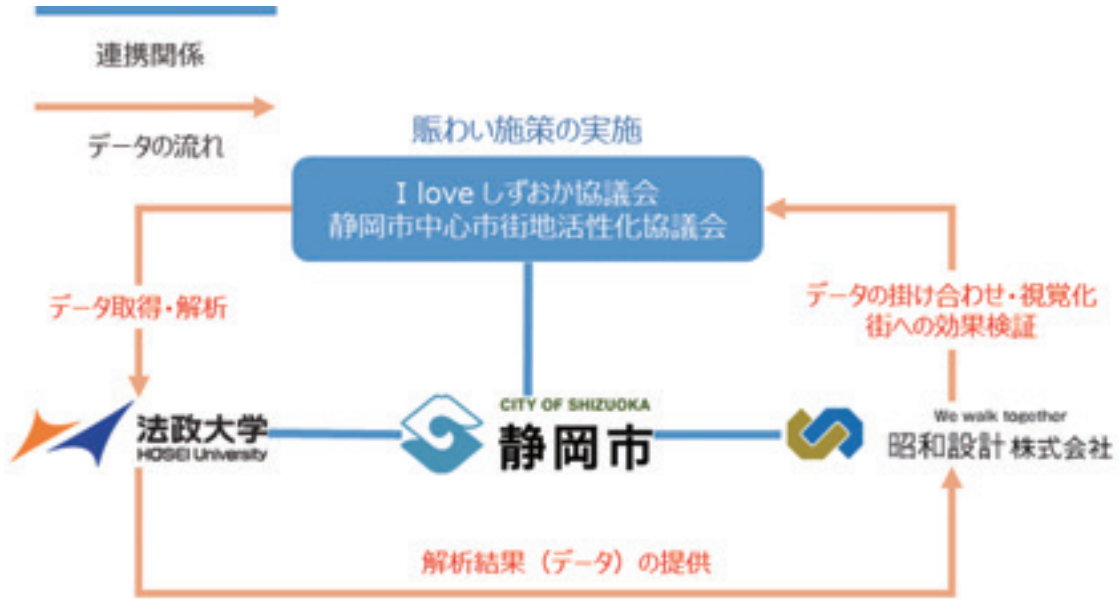 連携関係
データの流れ
賑わい施策の実施
I love しずおか協議会
静岡市中心市街地活性化協議会
データ取得・解析
データの掛け合わせ・視覚化
街への効果検証
法政大学
HOSEI University
CITY OF SHIZUOKA
静岡市
We walk together
昭和設計 株式会社
解析結果（データ）の提供